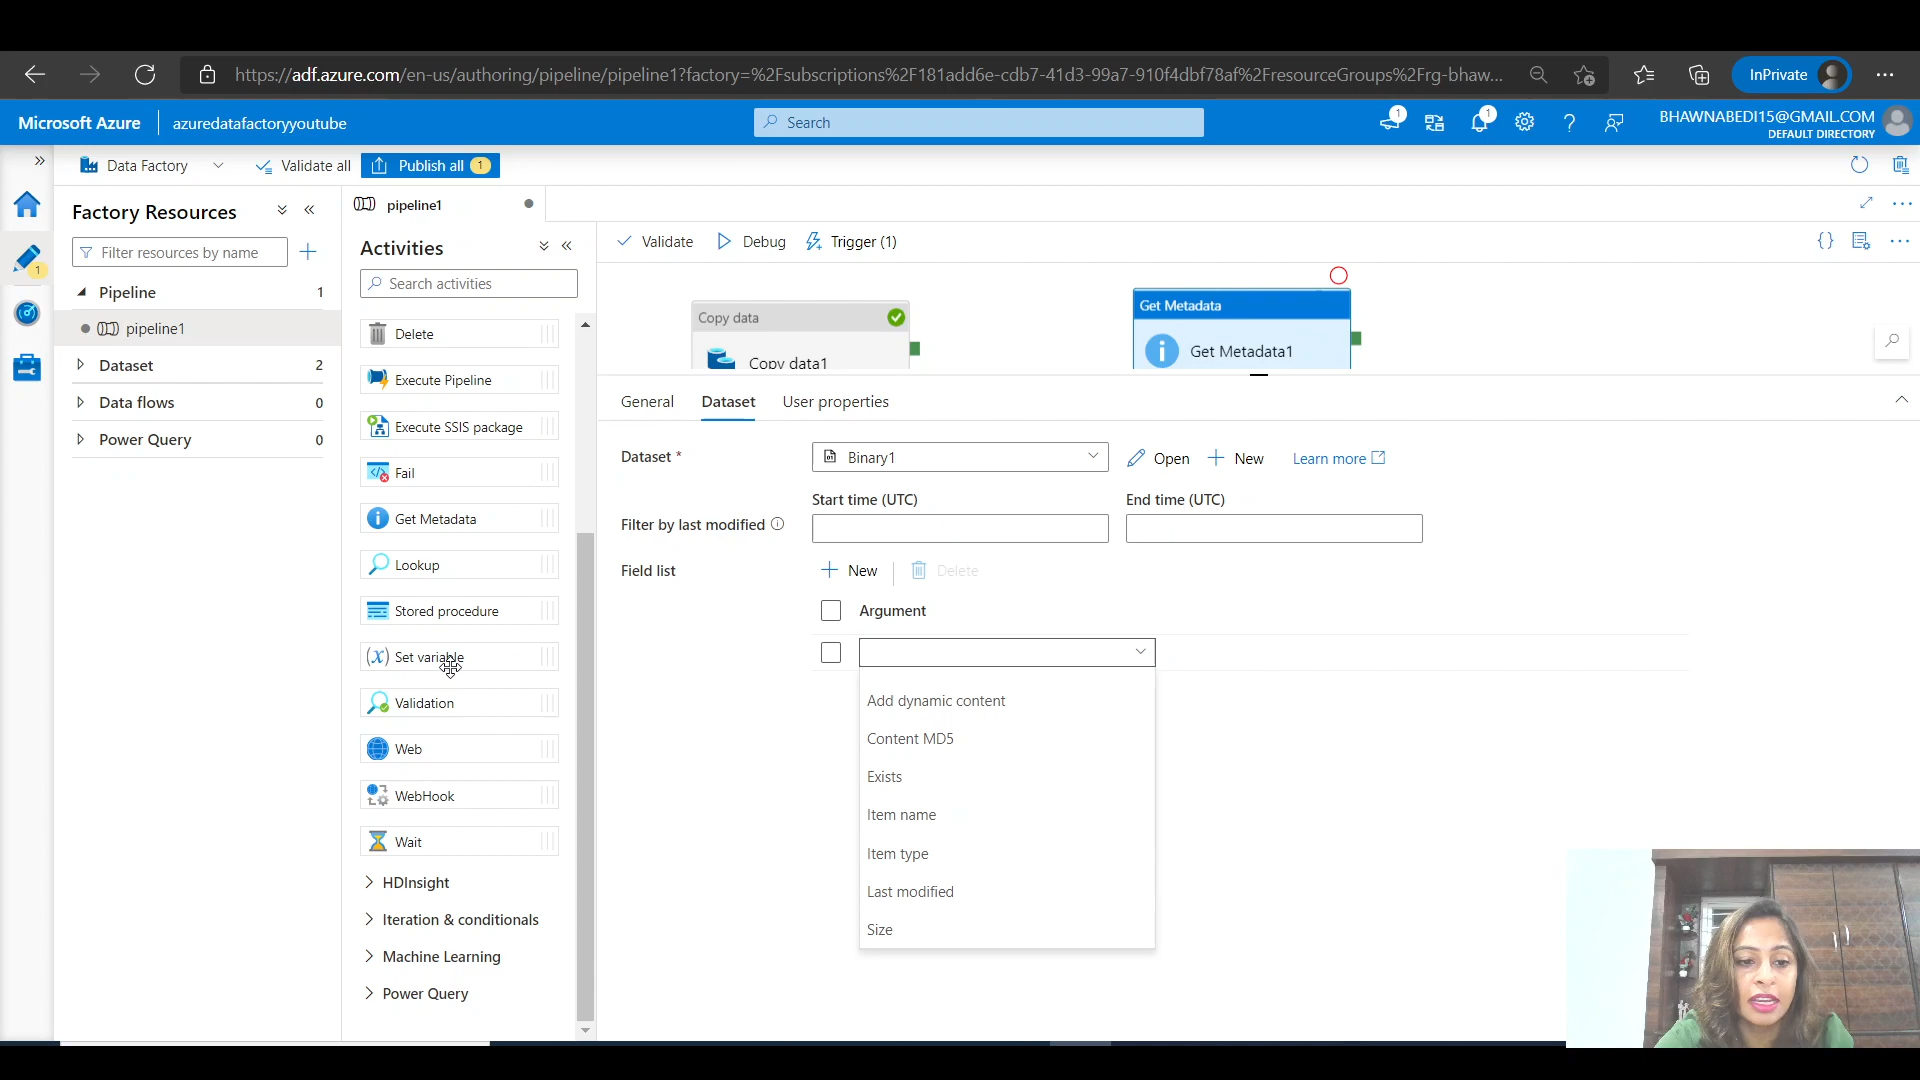 https://adf.azure.com/en-us/authoring/pipeline/pipeline1?factory=%2Fsubscriptions%2F181add6e-cdb7-41d3-99a7-910f4dbf78af%2FresourceGroups%2Frg-bhaw...
InPrivate
Microsoft Azure
azuredatafactoryyoutube
Search
1
1
BHAWNABEDI15@GMAIL.COM
DEFAULT DIRECTORY
Data Factory
Validate all
Publish all 1
1
Factory Resources
Filter resources by name
Pipeline 1
pipeline1
Dataset 2
Data flows 0
Power Query 0
pipeline1
Activities
Search activities
Delete
Execute Pipeline
Execute SSIS package
Fail
Get Metadata
Lookup
Stored procedure
(x) Set variable
Validation
Web
WebHook
Wait
HDInsight
Iteration & conditionals
Machine Learning
Power Query
Validate
Debug
Trigger (1)
{}
Copy data
Copy data1
Get Metadata
Get Metadata1
General
Dataset
User properties
Dataset *
Binary1
Open
New
Learn more
Start time (UTC)
End time (UTC)
Filter by last modified
Field list
New
Delete
Argument
Add dynamic content
Content MD5
Exists
Item name
Item type
Last modified
Size